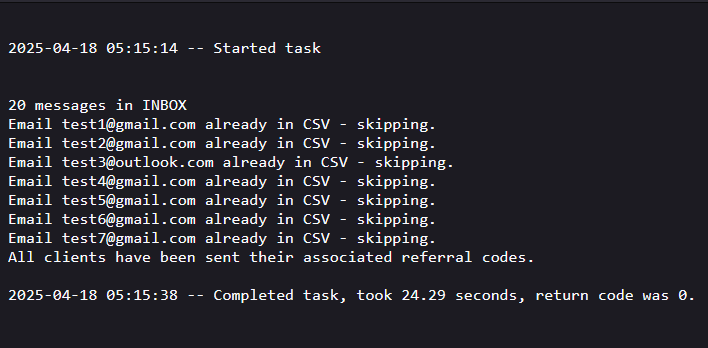 2025-04-18 05:15:14 -- Started task
20 messages in INBOX
Email test1@gmail.com already in CSV - skipping.
Email test2@gmail.com already in CSV - skipping.
Email test3@outlook.com already in CSV - skipping.
Email test4@gmail.com already in CSV - skipping.
Email test5@gmail.com already in CSV - skipping.
Email test6@gmail.com already in CSV - skipping.
Email test7@gmail.com already in CSV - skipping.
All clients have been sent their associated referral codes.
2025-04-18 05:15:38 -- Completed task, took 24.29 seconds, return code was 0.